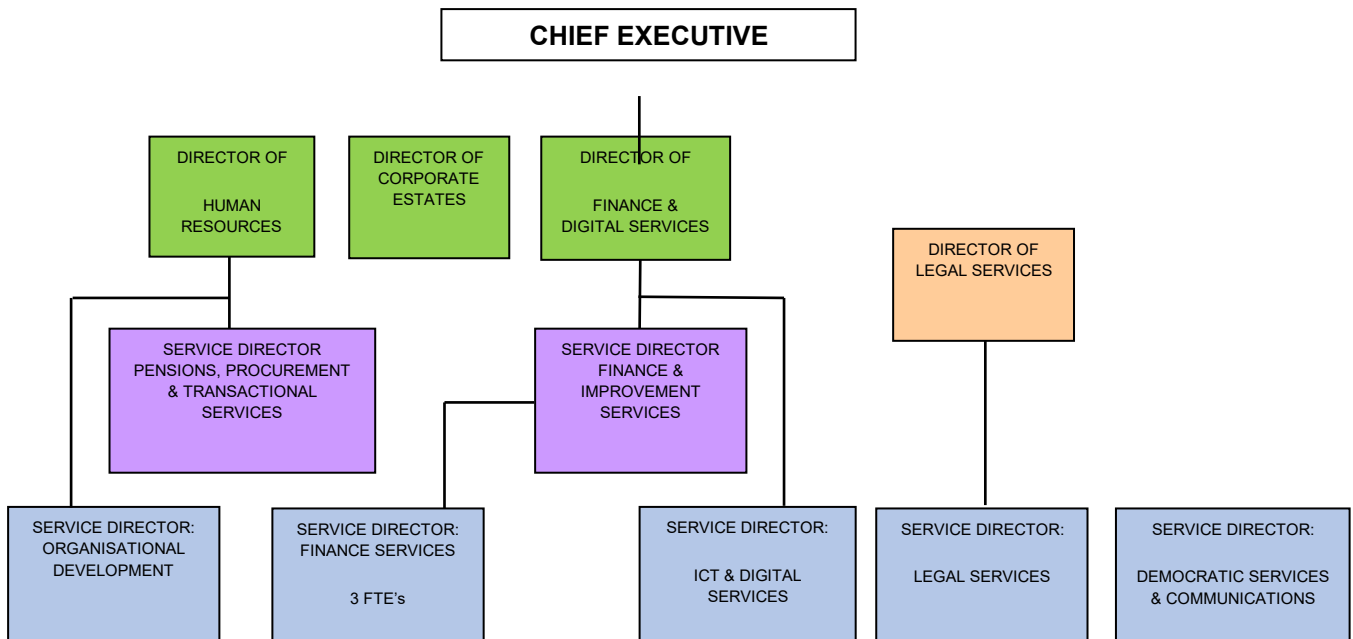 CHIEF EXECUTIVE
DIRECTOR OF
HUMAN
RESOURCES
DIRECTOR OF
CORPORATE
ESTATES
DIRECTOR OF
FINANCE &
DIGITAL SERVICES
DIRECTOR OF
LEGAL SERVICES
SERVICE DIRECTOR
PENSIONS, PROCUREMENT
& TRANSACTIONAL
SERVICES
SERVICE DIRECTOR
FINANCE &
IMPROVEMENT
SERVICES
SERVICE DIRECTOR:
ORGANISATIONAL
DEVELOPMENT
SERVICE DIRECTOR:
FINANCE SERVICES
3 FTE's
SERVICE DIRECTOR:
ICT & DIGITAL
SERVICES
SERVICE DIRECTOR:
LEGAL SERVICES
SERVICE DIRECTOR:
DEMOCRATIC SERVICES
& COMMUNICATIONS